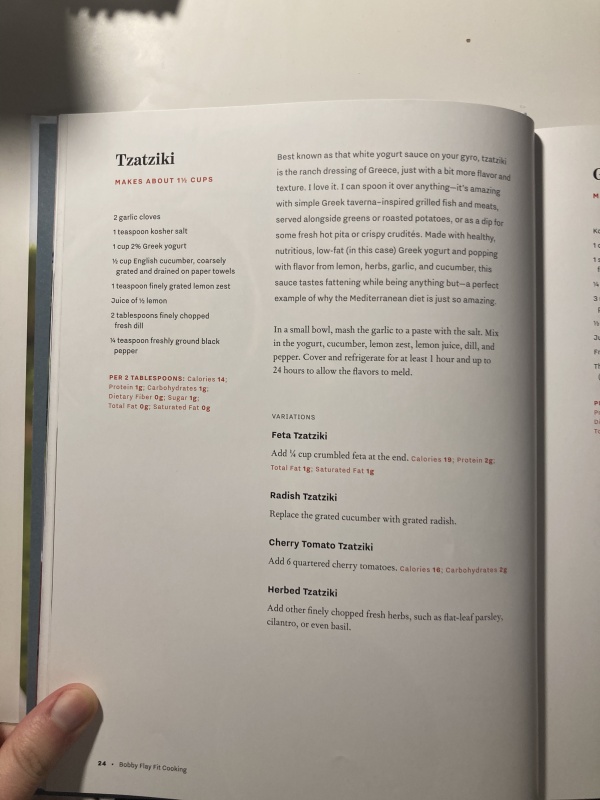 Tzatziki
MAKES ABOUT 1½ CUPS
2 garlic cloves
1 teaspoon kosher salt
1 cup 2% Greek yogurt
½ cup English cucumber, coarsely
grated and drained on paper towels
1 teaspoon finely grated lemon zest
Juice of ½ lemon
2 tablespoons finely chopped
fresh dill
¼ teaspoon freshly ground black
pepper
PER 2 TABLESPOONS: Calories 14;
Protein 1g; Carbohydrates 1g;
Dietary Fiber 0g; Sugar 1g;
Total Fat 0g; Saturated Fat 0g
Best known as that white yogurt sauce on your gyro, tzatziki
is the ranch dressing of Greece, just with a bit more flavor and
texture. I love it. I can spoon it over anything—it's amazing
with simple Greek taverna–inspired grilled fish and meats,
served alongside greens or roasted potatoes, or as a dip for
some fresh hot pita or crispy crudités. Made with healthy,
nutritious, low-fat (in this case) Greek yogurt and popping
with flavor from lemon, herbs, garlic, and cucumber, this
sauce tastes fattening while being anything but—a perfect
example of why the Mediterranean diet is just so amazing.
In a small bowl, mash the garlic to a paste with the salt. Mix
in the yogurt, cucumber, lemon zest, lemon juice, dill, and
pepper. Cover and refrigerate for at least 1 hour and up to
24 hours to allow the flavors to meld.
VARIATIONS
Feta Tzatziki
Add ¼ cup crumbled feta at the end. Calories 19; Protein 2g;
Total Fat 1g; Saturated Fat 1g
Radish Tzatziki
Replace the grated cucumber with grated radish.
Cherry Tomato Tzatziki
Add 6 quartered cherry tomatoes. Calories 16; Carbohydrates 2g
Herbed Tzatziki
Add other finely chopped fresh herbs, such as flat-leaf parsley,
cilantro, or even basil.
24 • Bobby Flay Fit Cooking